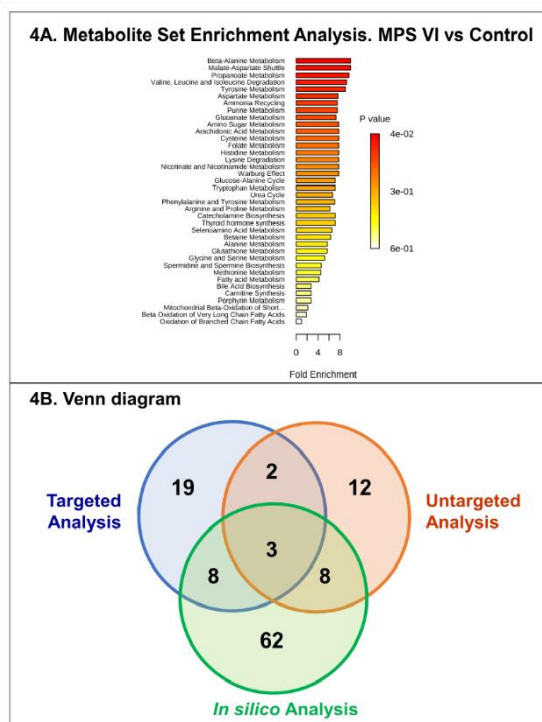 4A. Metabolite Set Enrichment Analysis. MPS VI vs Control
Beta-Alanine Metabolism
Malate-Aspartate Shuttle
Propanoate Metabolism
Valine, Leucine and Isoleucine Degradation
Tyrosine Metabolism
Aspartate Metabolism
Ammonia Recycling
Purine Metabolism
Glutamate Metabolism
Amino Sugar Metabolism
Arachidonic Acid Metabolism
Cysteine Metabolism
Folate Metabolism
Histidine Metabolism
Lysine Degradation
Nicotinate and Nicotinamide Metabolism
Warburg Effect
Glucose-Alanine Cycle
Tryptophan Metabolism
Urea Cycle
Phenylalanine and Tyrosine Metabolism
Arginine and Proline Metabolism
Catecholamine Biosynthesis
Thyroid hormone synthesis
Selenoamino Acid Metabolism
Betaine Metabolism
Alanine Metabolism
Glutathione Metabolism
Glycine and Serine Metabolism
Spermidine and Spermine Biosynthesis
Methionine Metabolism
Fatty acid Metabolism
Bile Acid Biosynthesis
Carnitine Synthesis
Porphyrin Metabolism
Mitochondrial Beta-Oxidation of Short...
Beta Oxidation of Very Long Chain Fatty Acids
Oxidation of Branched Chain Fatty Acids
0 4 8
Fold Enrichment
P value
4e-02
3e-01
6e-01
4B. Venn diagram
19 2 12
Targeted Analysis
Untargeted Analysis
3
8 8
62
In silico Analysis